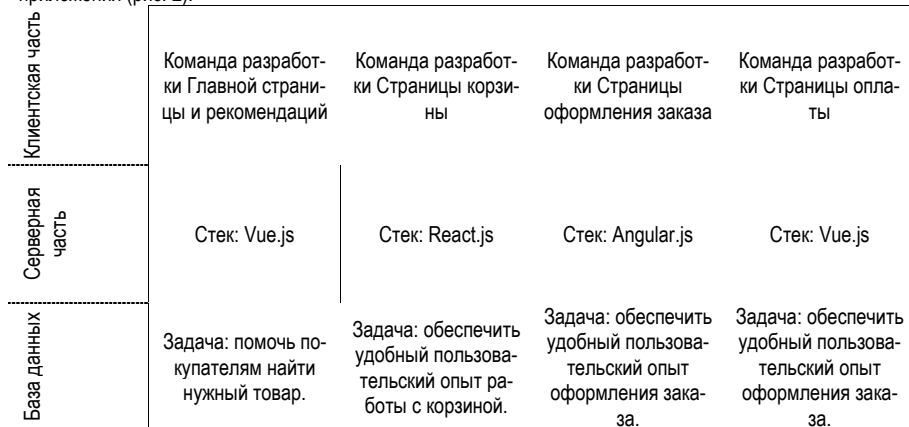 приложения (рис. 2).
Клиентская часть
Команда разработ-
ки Главной страни-
цы и рекомендаций
Команда разработ-
ки Страницы корзи-
ны
Команда разработ-
ки Страницы
оформления заказа
Команда разработ-
ки Страницы опла-
ты
Серверная
часть
Стек: Vue.js
Стек: React.js
Стек: Angular.js
Стек: Vue.js
База данных
Задача: помочь по-
купателям найти
нужный товар.
Задача: обеспечить
удобный пользова-
тельский опыт ра-
боты с корзиной.
Задача: обеспечить
удобный пользова-
тельский опыт
оформления зака-
за.
Задача: обеспечить
удобный пользова-
тельский опыт
оформления зака-
за.